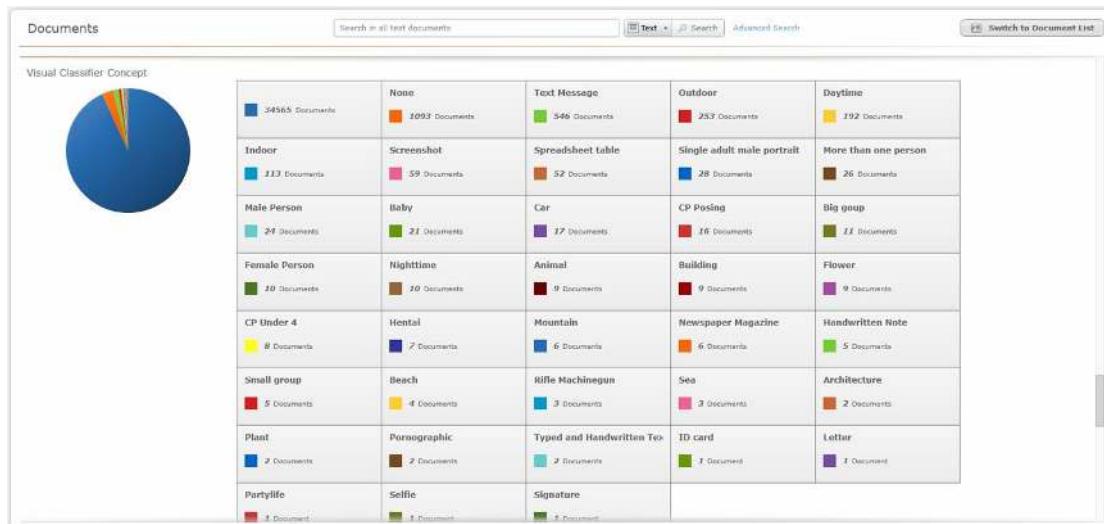 Documents
Search in all text documents
Text
Search
Advanced Search
Switch to Document List
Visual Classifier Concept
34565 Documents
None
1093 Documents
Text Message
546 Documents
Outdoor
253 Documents
Daytime
192 Documents
Indoor
113 Documents
Screenshot
59 Documents
Spreadsheet table
52 Documents
Single adult male portrait
28 Documents
More than one person
26 Documents
Male Person
24 Documents
Baby
21 Documents
Car
17 Documents
CP Posing
16 Documents
Big goup
11 Documents
Female Person
10 Documents
Nighttime
10 Documents
Animal
9 Documents
Building
9 Documents
Flower
9 Documents
CP Under 4
8 Documents
Hentai
7 Documents
Mountain
6 Documents
Newspaper Magazine
6 Documents
Handwritten Note
5 Documents
Small group
5 Documents
Beach
4 Documents
Rifle Machinegun
3 Documents
Sea
3 Documents
Architecture
2 Documents
Plant
2 Documents
Pornographic
2 Documents
Typed and Handwritten Tex
2 Documents
ID card
1 Document
Letter
1 Document
Partylife
1 Document
Selfie
1 Document
Signature
1 Document